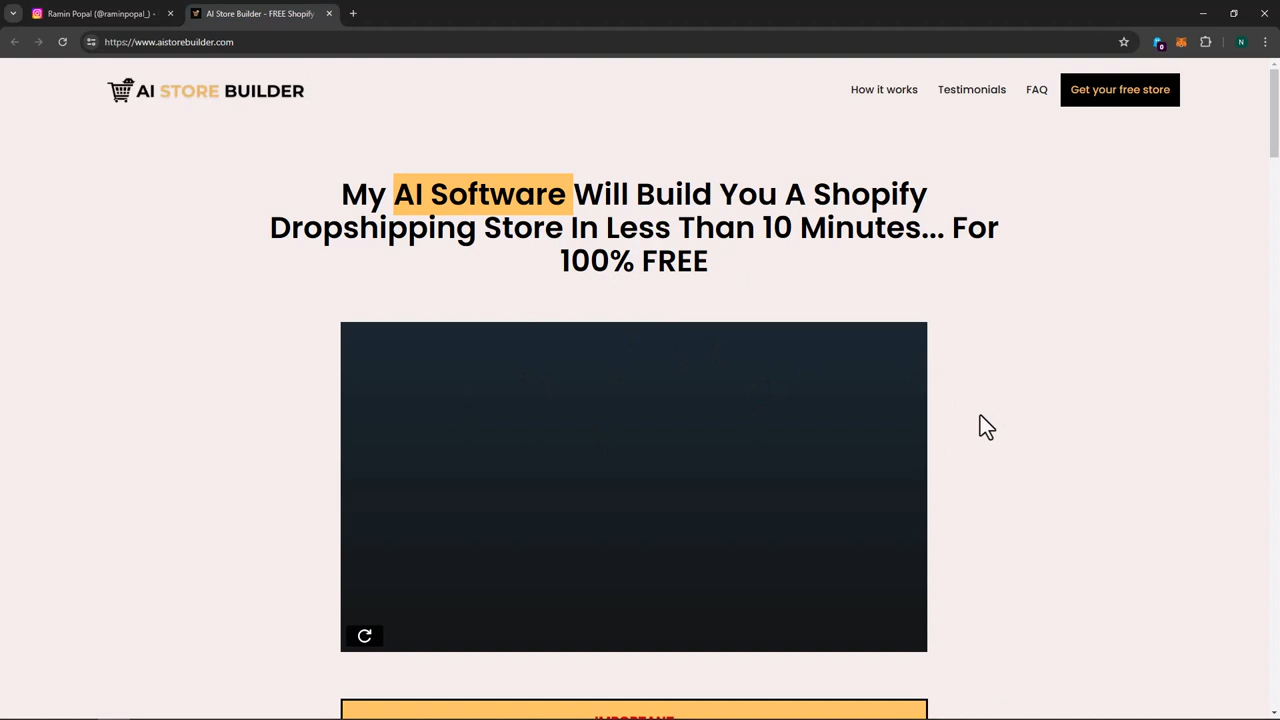 Ramin Popal (@raminpopal_) -
AI Store Builder - FREE Shopify
https://www.aistorebuilder.com
0
N
AI STORE BUILDER
How it works
Testimonials
FAQ
Get your free store
My AI Software Will Build You A Shopify
Dropshipping Store In Less Than 10 Minutes... For
100% FREE
IMPORTANT